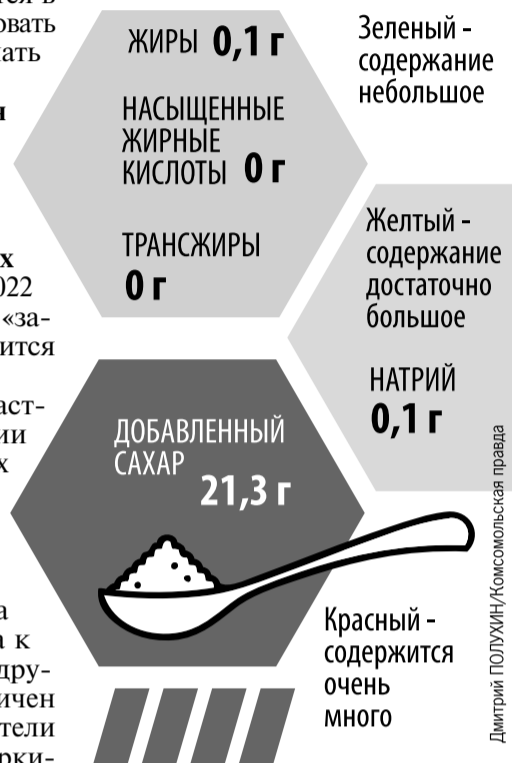 ЖИРЫ 0,1 г
НАСЫЩЕННЫЕ
ЖИРНЫЕ
КИСЛОТЫ 0 г
ТРАНСЖИРЫ
0 г
Зеленый -
содержание
небольшое
Желтый -
содержание
достаточно
большое
НАТРИЙ
0,1 г
ДОБАВЛЕННЫЙ
САХАР
21,3 г
Красный -
содержится
очень
много
Дмитрий ПОЛУХИН/Комсомольская правда